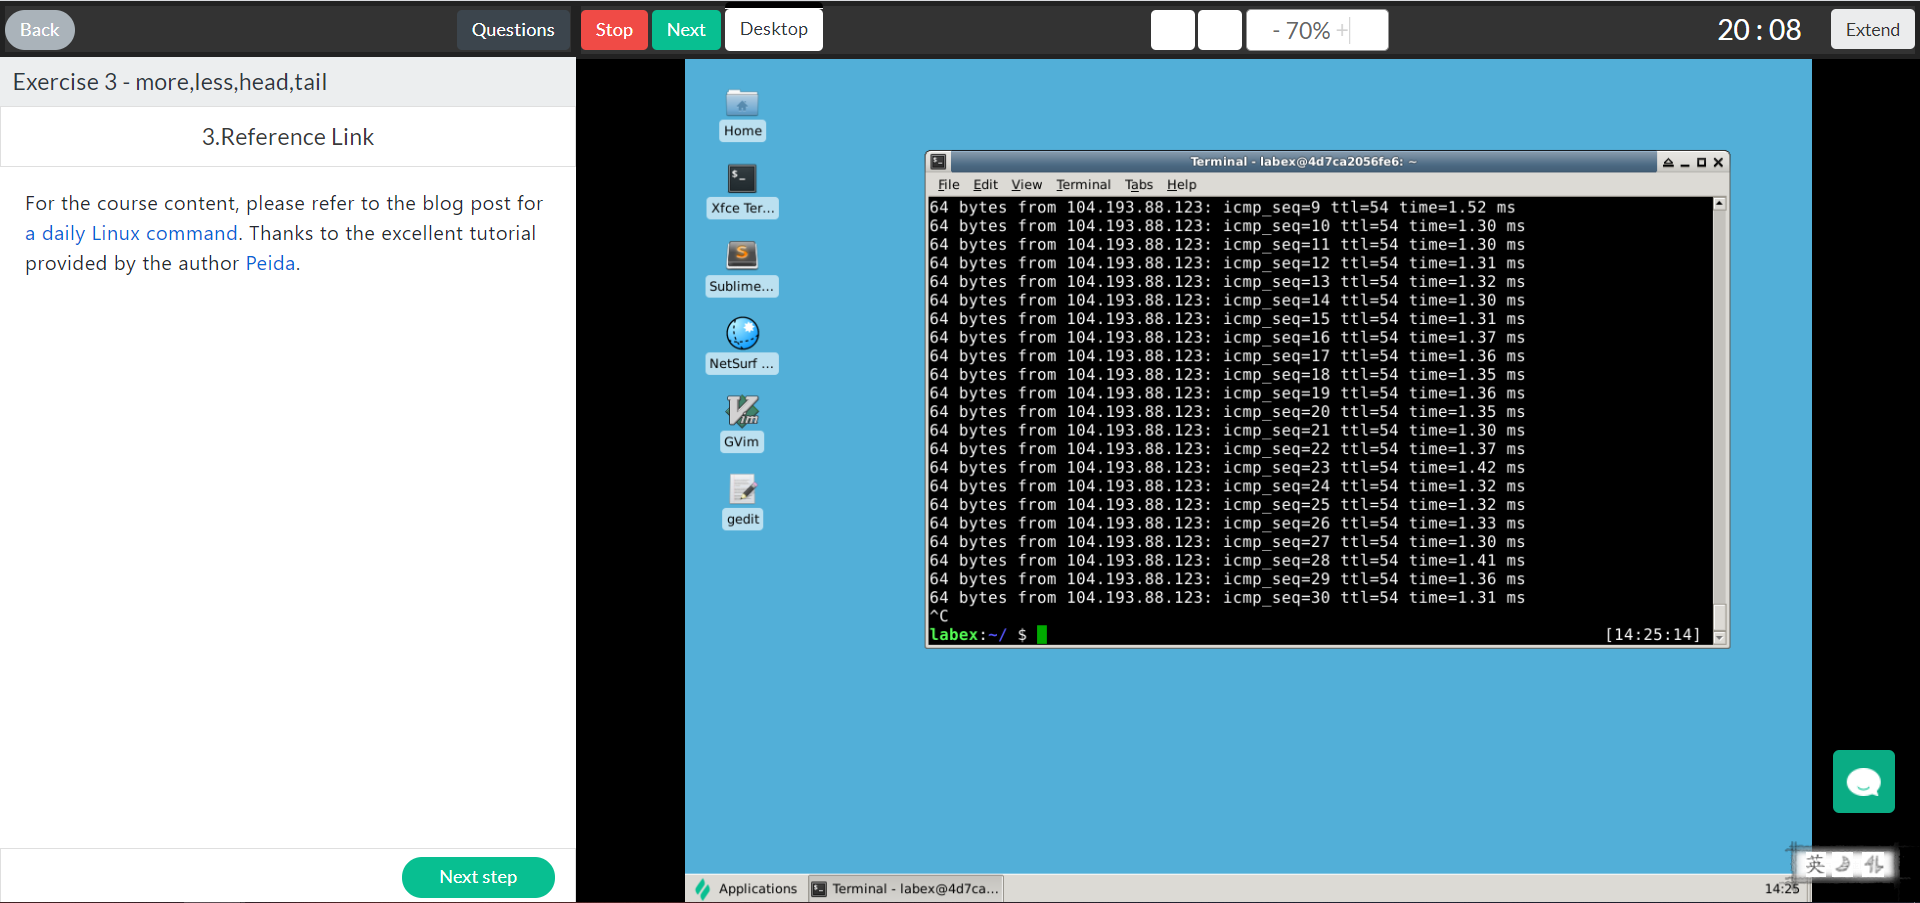 Back
Questions
Stop
Next
Desktop
- 70% +
20 : 08
Extend
Exercise 3 - more,less,head,tail
3.Reference Link
For the course content, please refer to the blog post for
a daily Linux command. Thanks to the excellent tutorial
provided by the author Peida.
Next step
Home
Xfce Ter...
Sublime...
NetSurf ...
GVim
gedit
Terminal - labex@4d7ca2056fe6: ~
File Edit View Terminal Tabs Help
64 bytes from 104.193.88.123: icmp_seq=9 ttl=54 time=1.52 ms
64 bytes from 104.193.88.123: icmp_seq=10 ttl=54 time=1.30 ms
64 bytes from 104.193.88.123: icmp_seq=11 ttl=54 time=1.30 ms
64 bytes from 104.193.88.123: icmp_seq=12 ttl=54 time=1.31 ms
64 bytes from 104.193.88.123: icmp_seq=13 ttl=54 time=1.32 ms
64 bytes from 104.193.88.123: icmp_seq=14 ttl=54 time=1.30 ms
64 bytes from 104.193.88.123: icmp_seq=15 ttl=54 time=1.31 ms
64 bytes from 104.193.88.123: icmp_seq=16 ttl=54 time=1.37 ms
64 bytes from 104.193.88.123: icmp_seq=17 ttl=54 time=1.36 ms
64 bytes from 104.193.88.123: icmp_seq=18 ttl=54 time=1.35 ms
64 bytes from 104.193.88.123: icmp_seq=19 ttl=54 time=1.36 ms
64 bytes from 104.193.88.123: icmp_seq=20 ttl=54 time=1.35 ms
64 bytes from 104.193.88.123: icmp_seq=21 ttl=54 time=1.30 ms
64 bytes from 104.193.88.123: icmp_seq=22 ttl=54 time=1.37 ms
64 bytes from 104.193.88.123: icmp_seq=23 ttl=54 time=1.42 ms
64 bytes from 104.193.88.123: icmp_seq=24 ttl=54 time=1.32 ms
64 bytes from 104.193.88.123: icmp_seq=25 ttl=54 time=1.32 ms
64 bytes from 104.193.88.123: icmp_seq=26 ttl=54 time=1.33 ms
64 bytes from 104.193.88.123: icmp_seq=27 ttl=54 time=1.30 ms
64 bytes from 104.193.88.123: icmp_seq=28 ttl=54 time=1.41 ms
64 bytes from 104.193.88.123: icmp_seq=29 ttl=54 time=1.36 ms
64 bytes from 104.193.88.123: icmp_seq=30 ttl=54 time=1.31 ms
^C
labex:~/ $ [14:25:14]
英
Applications
Terminal - labex@4d7ca...
14:25